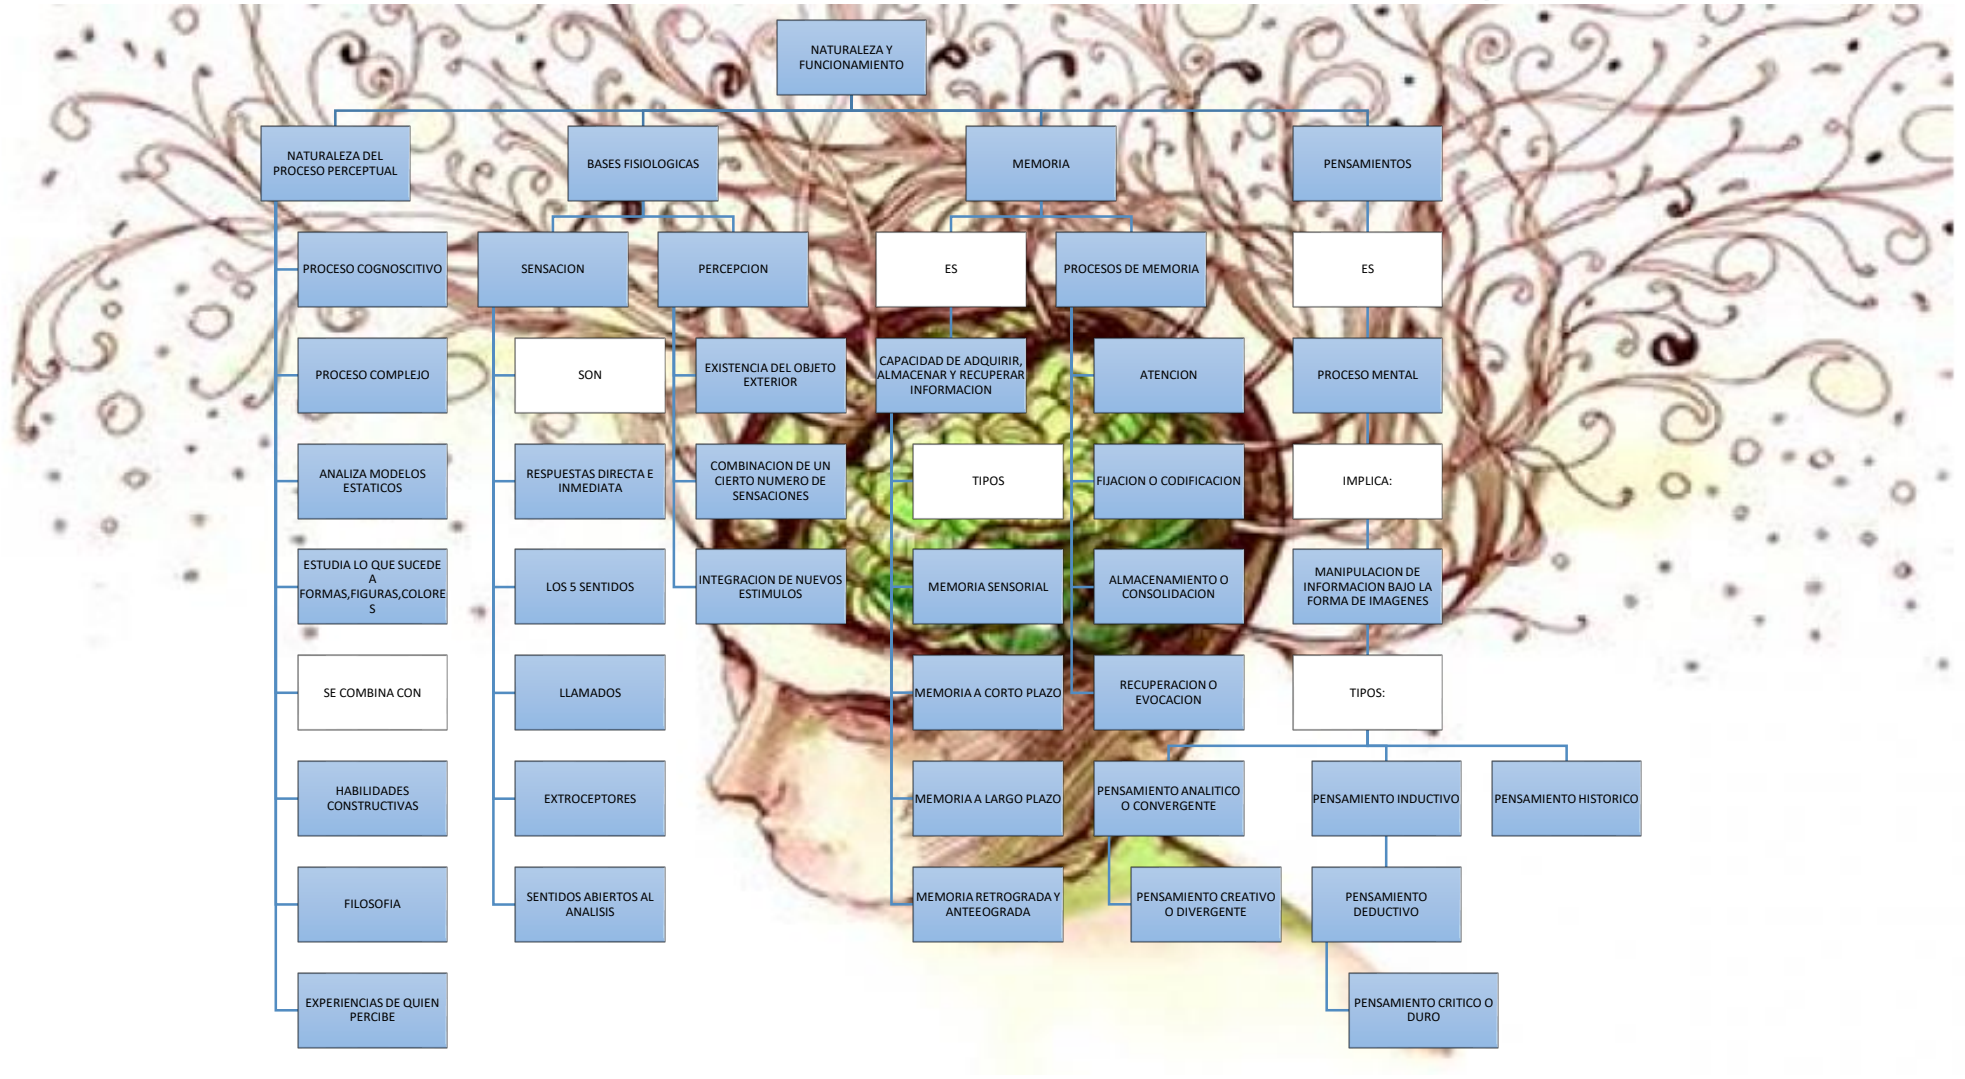 NATURALEZA Y
FUNCIONAMIENTO
NATURALEZA DEL
PROCESO PERCEPTUAL
PROCESO COGNOSCITIVO
PROCESO COMPLEJO
ANALIZA MODELOS
ESTATICOS
ESTUDIA LO QUE SUCEDE
A
FORMAS,FIGURAS,COLORE
S
SE COMBINA CON
HABILIDADES
CONSTRUCTIVAS
FILOSOFIA
EXPERIENCIAS DE QUIEN
PERCIBE
BASES FISIOLOGICAS
SENSACION
SON
RESPUESTAS DIRECTA E
INMEDIATA
LOS 5 SENTIDOS
LLAMADOS
EXTROCEPTORES
SENTIDOS ABIERTOS AL
ANALISIS
PERCEPCION
EXISTENCIA DEL OBJETO
EXTERIOR
COMBINACION DE UN
CIERTO NUMERO DE
SENSACIONES
INTEGRACION DE NUEVOS
ESTIMULOS
MEMORIA
ES
CAPACIDAD DE ADQUIRIR,
ALMACENAR Y RECUPERAR
INFORMACION
TIPOS
MEMORIA SENSORIAL
MEMORIA A CORTO PLAZO
MEMORIA A LARGO PLAZO
MEMORIA RETROGRADA Y
ANTEEOGRADA
PROCESOS DE MEMORIA
ATENCION
FIJACION O CODIFICACION
ALMACENAMIENTO O
CONSOLIDACION
RECUPERACION O
EVOCACION
PENSAMIENTOS
ES
PROCESO MENTAL
IMPLICA:
MANIPULACION DE
INFORMACION BAJO LA
FORMA DE IMAGENES
TIPOS:
PENSAMIENTO ANALITICO
O CONVERGENTE
PENSAMIENTO CREATIVO
O DIVERGENTE
PENSAMIENTO INDUCTIVO
PENSAMIENTO
DEDUCTIVO
PENSAMIENTO CRITICO O
DURO
PENSAMIENTO HISTORICO